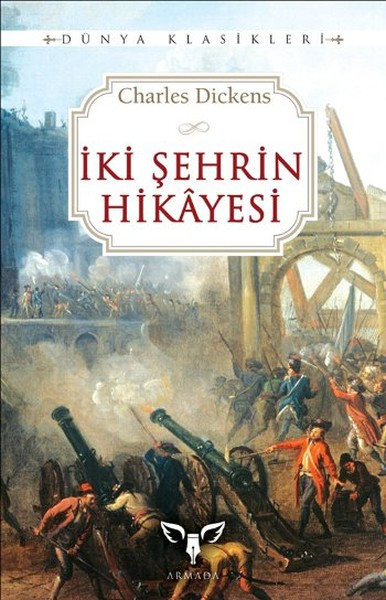 DÜNYA KLASİKLERİ
Charles Dickens
İKİ ŞEHRİN
HİKÂYESİ
ARMADA